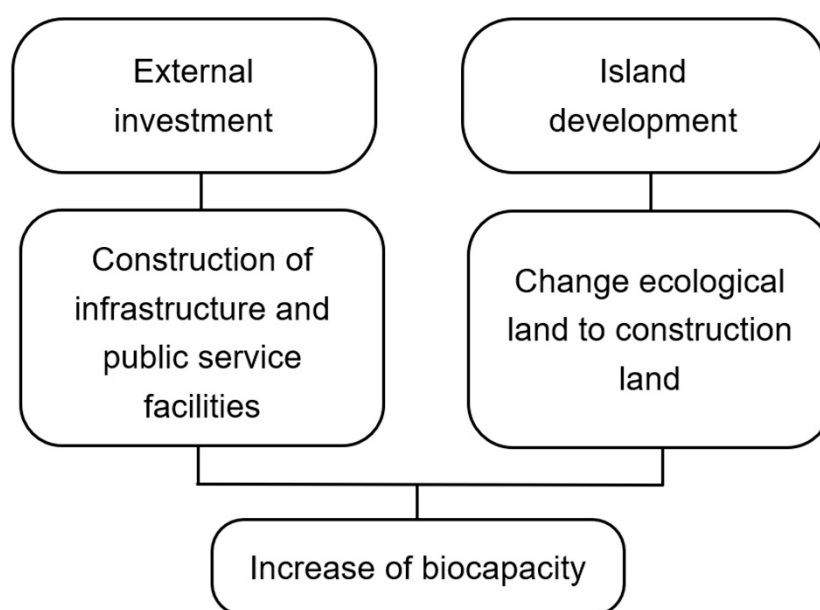 External
investment
Island
development
Construction of
infrastructure and
public service
facilities
Change ecological
land to construction
land
Increase of biocapacity